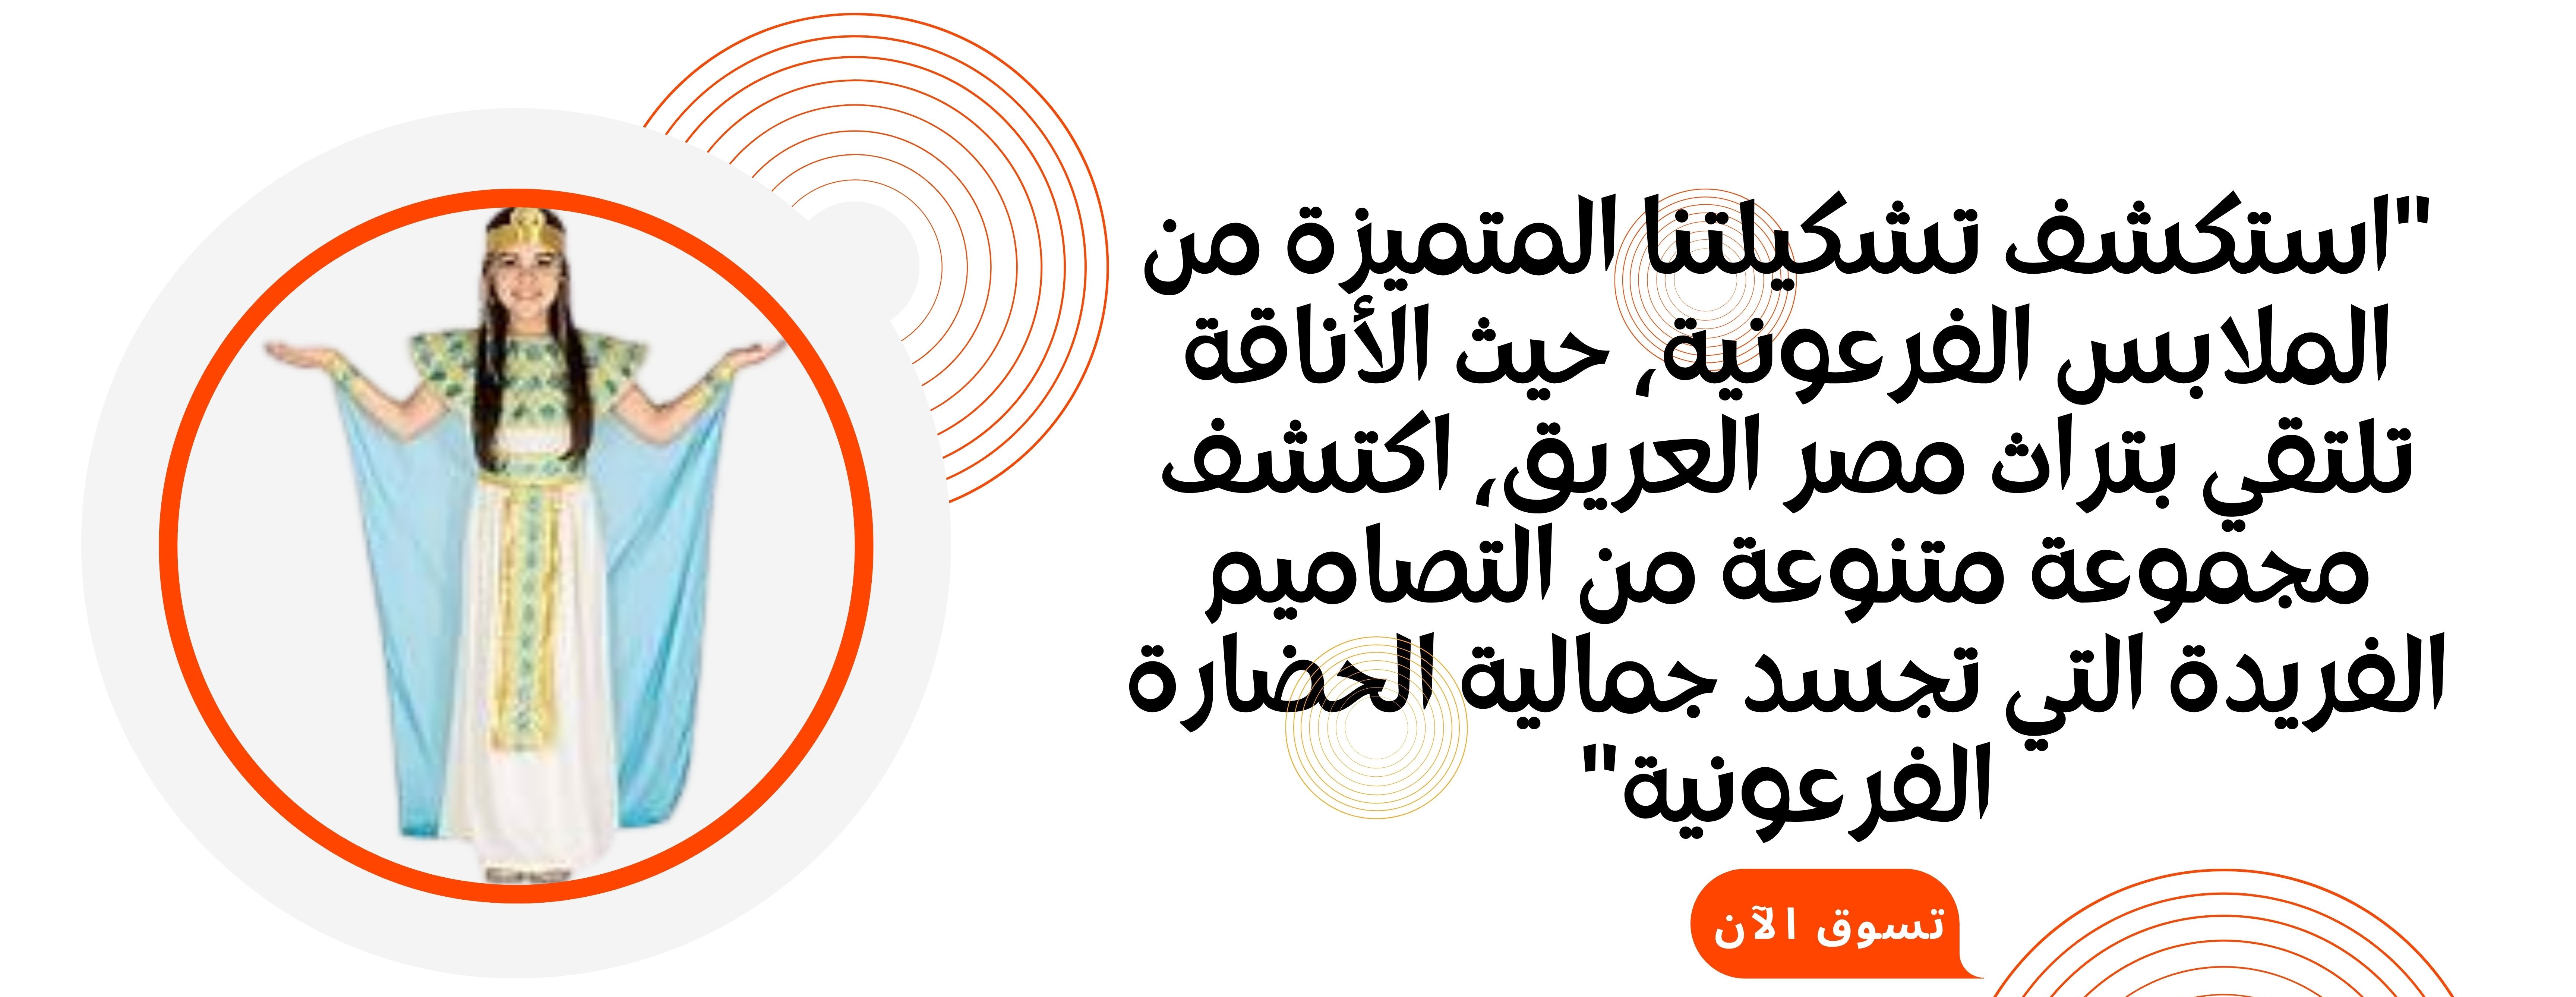 "استكشف تشكيلتنا المتميزة من
الملابس الفرعونية، حيث الأناقة
تلتقي بتراث مصر العريق، اكتشف
مجموعة متنوعة من التصاميم
الفريدة التي تجسد جمالية الحضارة
الفرعونية"
تسوق الآن